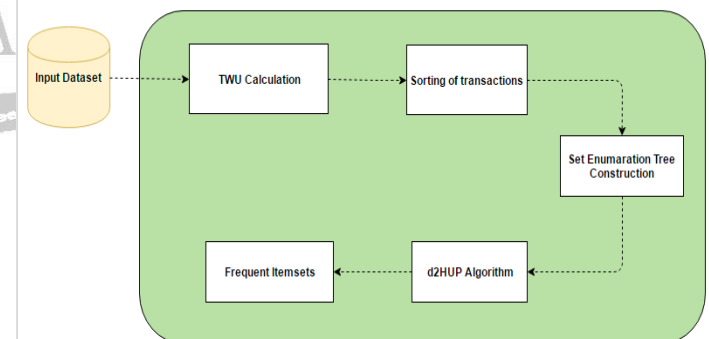 Input Dataset
TWU Calculation
Sorting of transactions
Set Enumaration Tree
Construction
d2HUP Algorithm
Frequent Itemsets